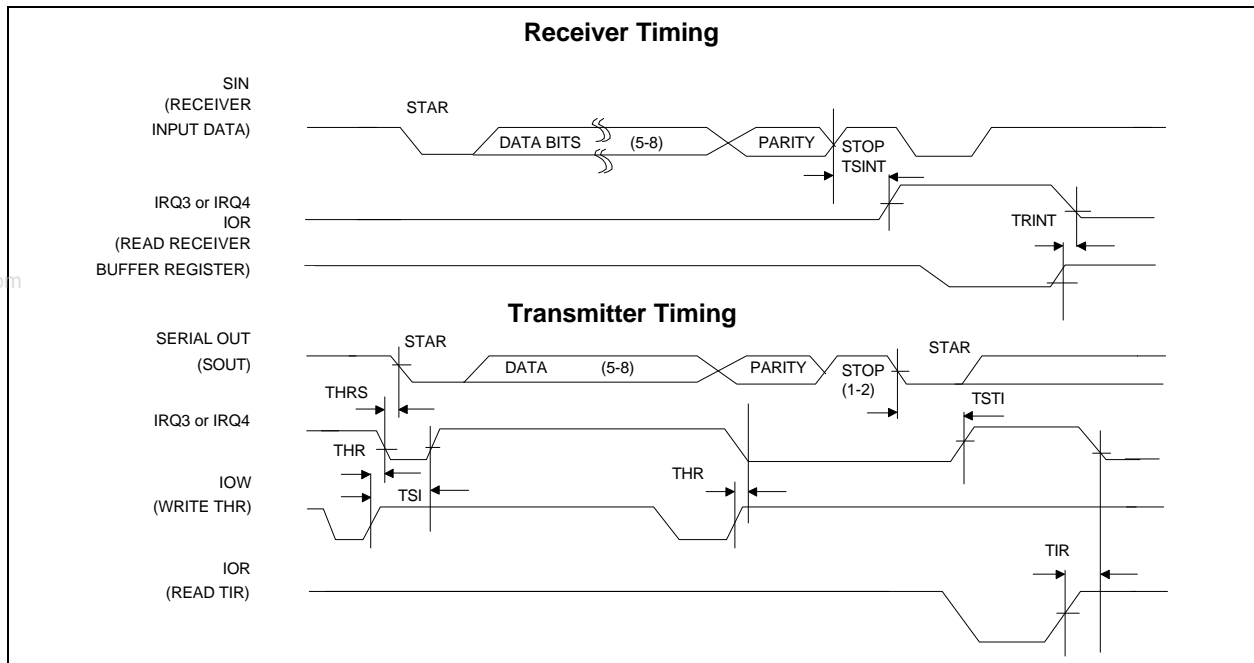 Receiver Timing
SIN
(RECEIVER
INPUT DATA)
STAR
DATA BITS (5-8)
PARITY
STOP
TSINT
IRQ3 or IRQ4
IOR
(READ RECEIVER
BUFFER REGISTER)
TRINT
om
Transmitter Timing
SERIAL OUT
(SOUT)
STAR
DATA (5-8)
PARITY
STOP
(1-2)
STAR
THRS
IRQ3 or IRQ4
TSTI
THR
THR
IOW
(WRITE THR)
TSI
TIR
IOR
(READ TIR)